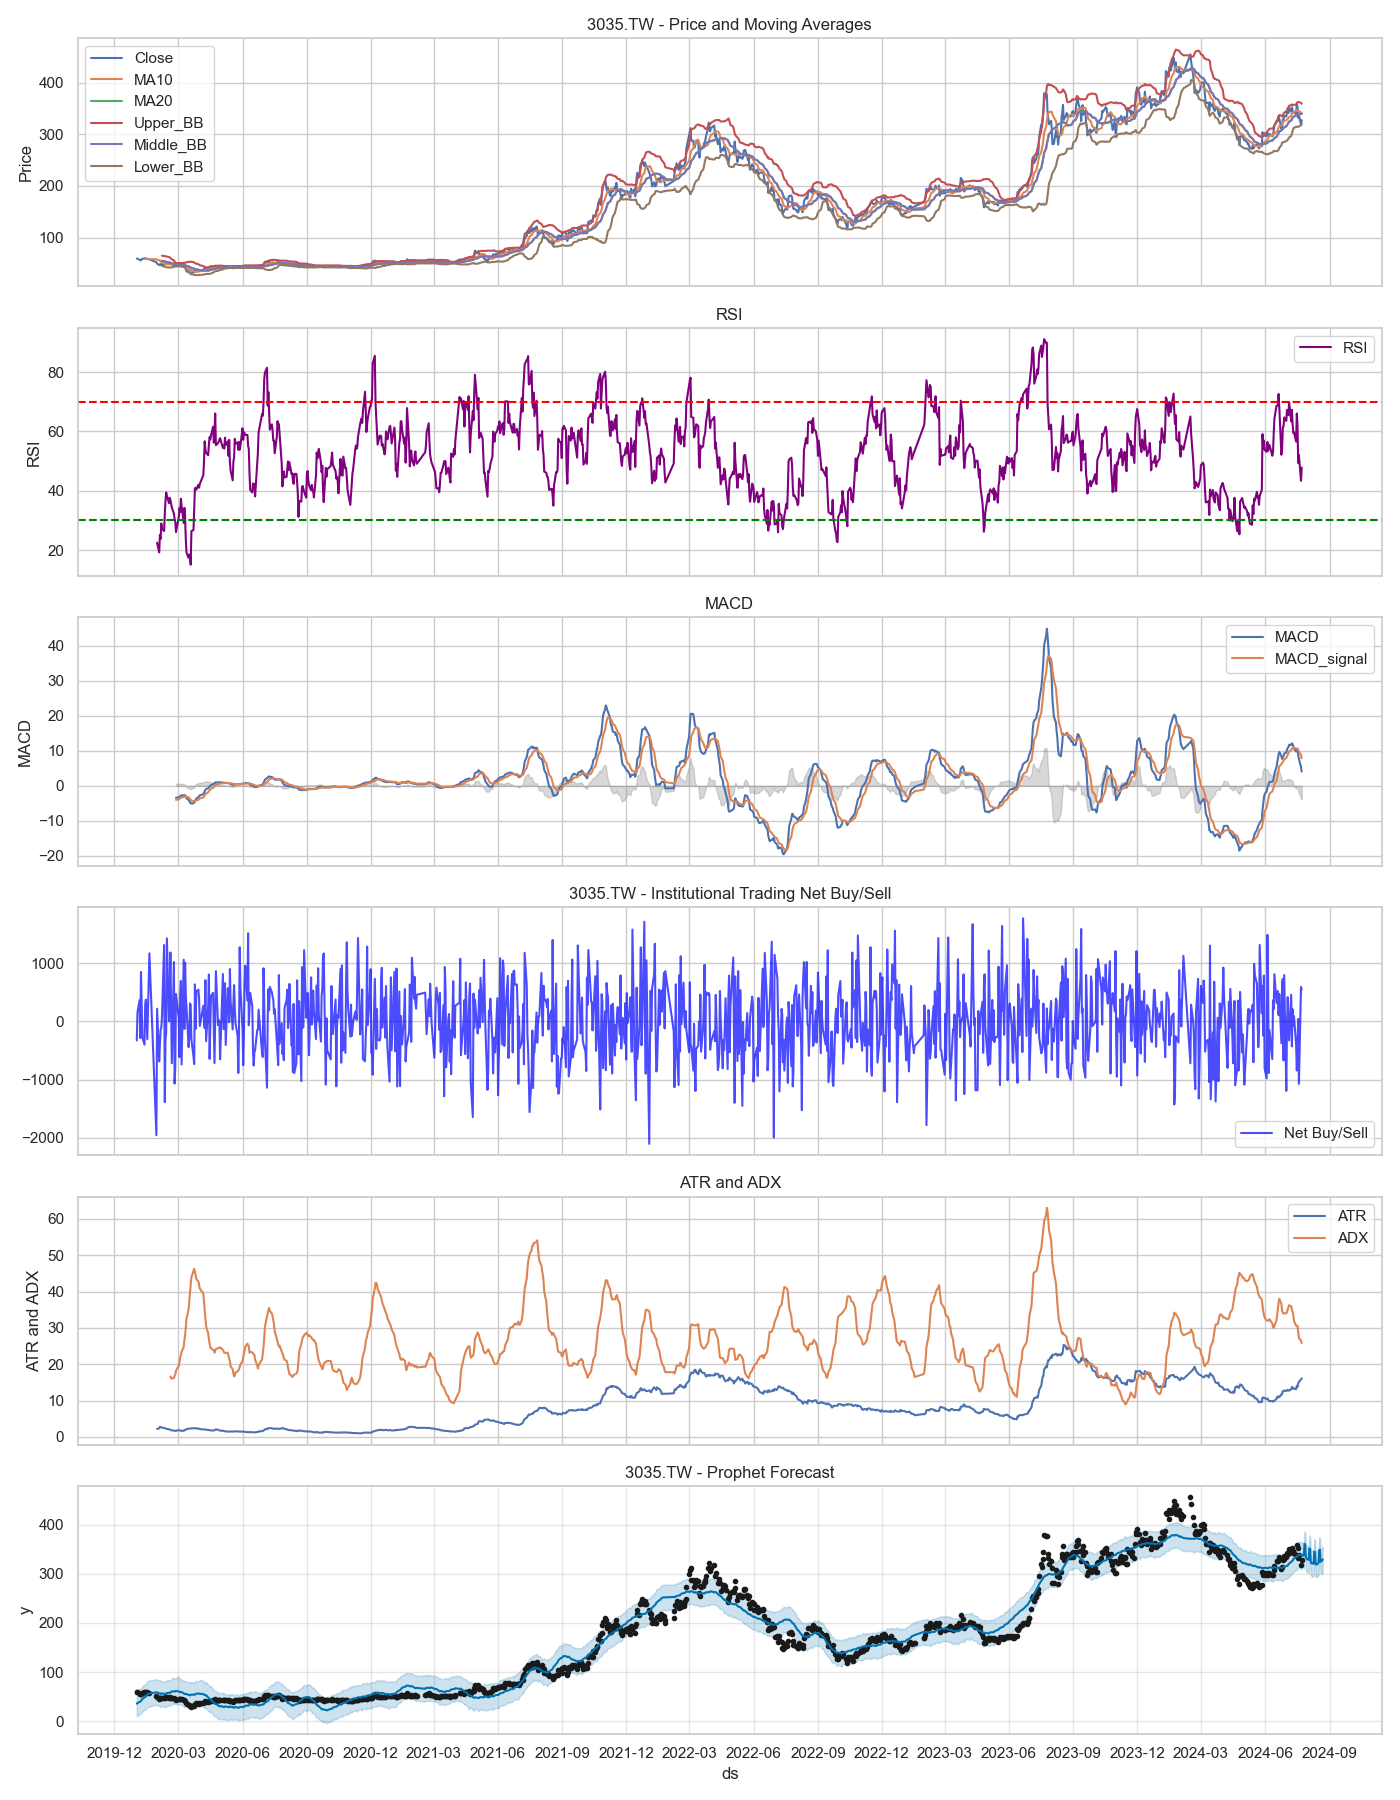 3035.TW - Price and Moving Averages
Close
MA10
MA20
Upper_BB
Middle_BB
Lower_BB
Price
400
300
200
100
RSI
RSI
RSI
80
60
40
20
MACD
MACD
MACD_signal
MACD
40
30
20
10
0
−10
−20
3035.TW - Institutional Trading Net Buy/Sell
1000
0
−1000
−2000
Net Buy/Sell
ATR and ADX
ATR
ADX
ATR and ADX
60
50
40
30
20
10
0
3035.TW - Prophet Forecast
y
400
300
200
100
0
2019-12 2020-03 2020-06 2020-09 2020-12 2021-03 2021-06 2021-09 2021-12 2022-03 2022-06 2022-09 2022-12 2023-03 2023-06 2023-09 2023-12 2024-03 2024-06 2024-09
ds